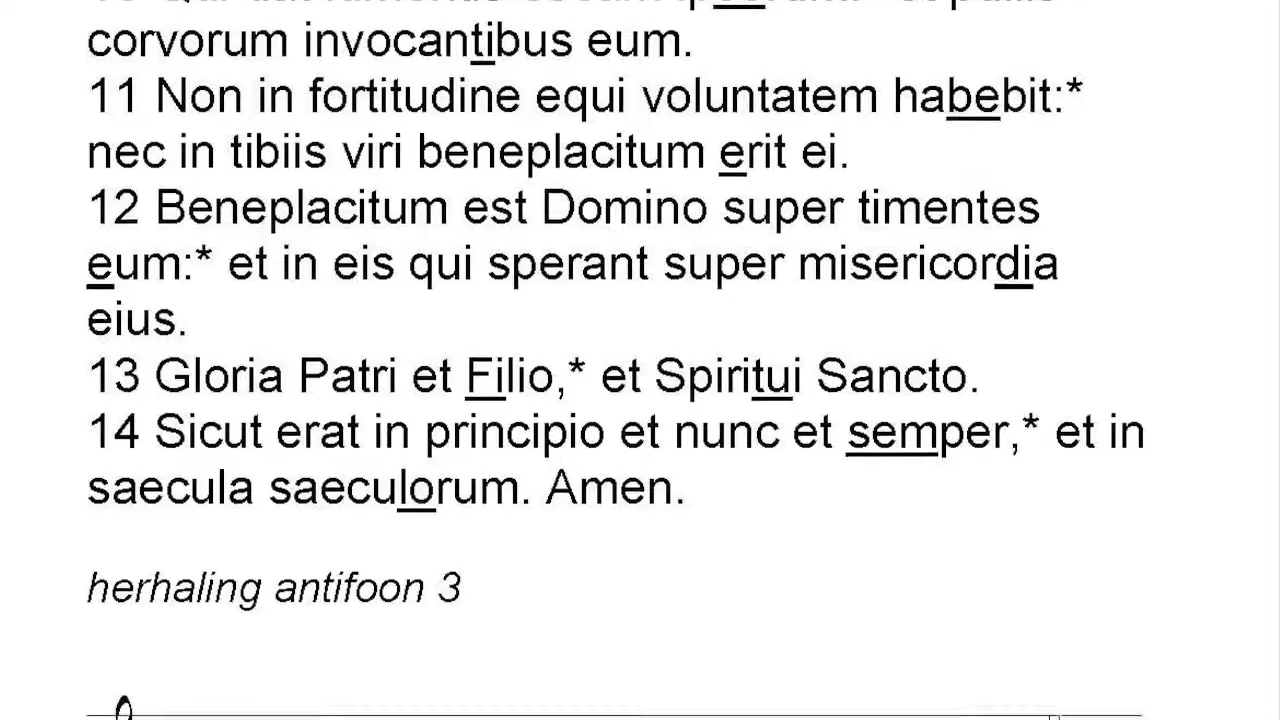 corvorum invocantibus eum.
11 Non in fortitudine equi voluntatem habebit:*
nec in tibiis viri beneplacitum erit ei.
12 Beneplacitum est Domino super timentes
eum:* et in eis qui sperant super misericordia
eius.
13 Gloria Patri et Filio,* et Spiritui Sancto.
14 Sicut erat in principio et nunc et semper,* et in
saecula saeculorum. Amen.
herhaling antifoon 3